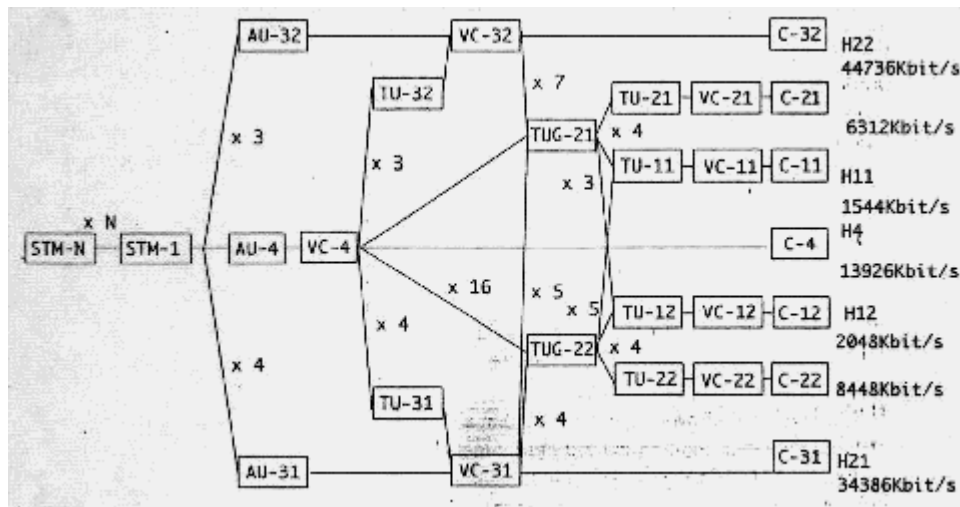 AU-32 VC-32 C-32 H22
44736Kbit/s
x 7
TU-32 TU-21 VC-21 C-21
x 3 x 4 6312Kbit/s
TUG-21
x 3 TU-11 VC-11 C-11 H11
x 3
1544Kbit/s
x N H4
STM-N STM-1 AU-4 VC-4 C-4
13926Kbit/s
x 16 x 5 x 5 TU-12 VC-12 C-12 H12
x 4 2048Kbit/s
TUG-22 x 4
x 4 TU-22 VC-22 C-22 8448Kbit/s
TU-31
x 4
AU-31 VC-31 C-31 H21
34386Kbit/s